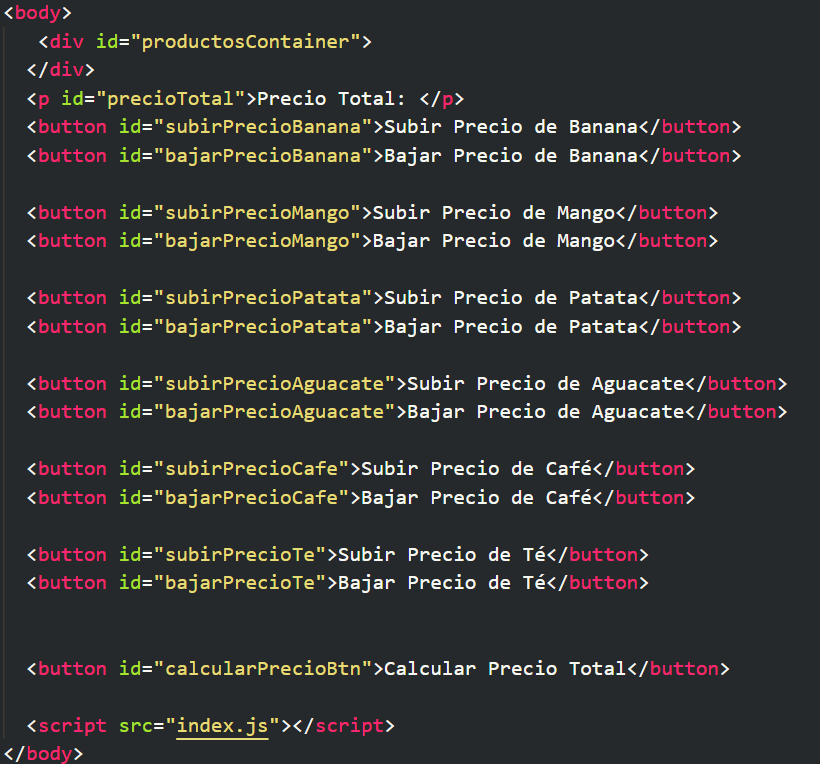 <body>
<div id="productosContainer">
</div>
<p id="precioTotal">Precio Total: </p>
<button id="subirPrecioBanana">Subir Precio de Banana</button>
<button id="bajarPrecioBanana">Bajar Precio de Banana</button>
<button id="subirPrecioMango">Subir Precio de Mango</button>
<button id="bajarPrecioMango">Bajar Precio de Mango</button>
<button id="subirPrecioPatata">Subir Precio de Patata</button>
<button id="bajarPrecioPatata">Bajar Precio de Patata</button>
<button id="subirPrecioAguacate">Subir Precio de Aguacate</button>
<button id="bajarPrecioAguacate">Bajar Precio de Aguacate</button>
<button id="subirPrecioCafe">Subir Precio de Café</button>
<button id="bajarPrecioCafe">Bajar Precio de Café</button>
<button id="subirPrecioTe">Subir Precio de Té</button>
<button id="bajarPrecioTe">Bajar Precio de Té</button>
<button id="calcularPrecioBtn">Calcular Precio Total</button>
<script src="index.js"></script>
</body>